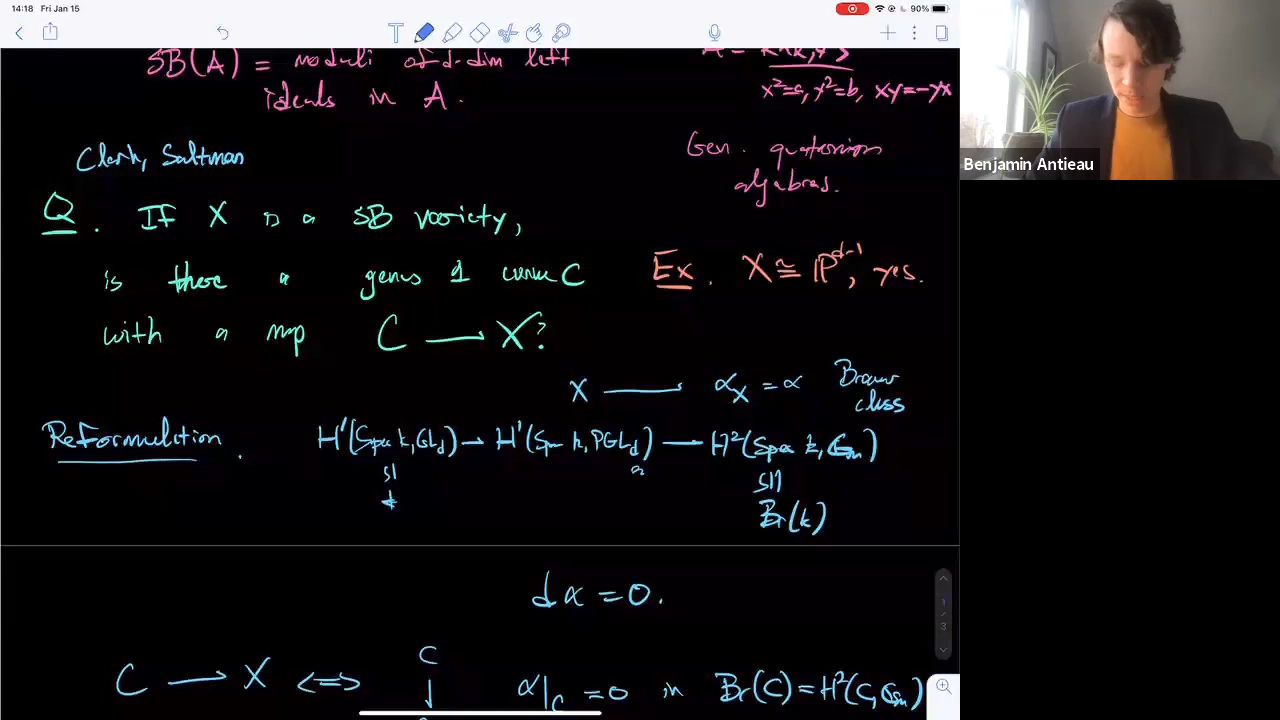 14:18 Fri Jan 15
90%
SB(A) = moduli of d-dim left
ideals in A.
x²=a, y²=b, xy=-yx
Gen. quaternion
algebras.
Clark, Saltman
Q. If X is a SB variety,
is there a genus 1 curve C
with a map C → X?
Ex. X ≅ P^{d-1}, yes.
X → α_X = α Brauer
class
Reformulation. H¹(Spec k, GL_d) → H¹(Spec k, PGL_d) → H²(Spec k, G_m)
Br(k)
dα = 0.
C → X ⟺ C ↓ α|_C = 0 in Br(C) = H²(C, G_m)
1 / 3
Benjamin Antieau